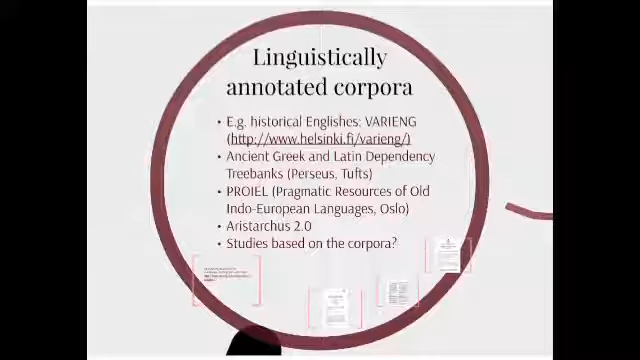 Linguistically
annotated corpora
• E.g. historical Englishes: VARIENG
(http://www.helsinki.fi/varieng/)
• Ancient Greek and Latin Dependency
Treebanks (Perseus, Tufts)
• PROIEL (Pragmatic Resources of Old
Indo-European Languages, Oslo)
• Aristarchus 2.0
• Studies based on the corpora?